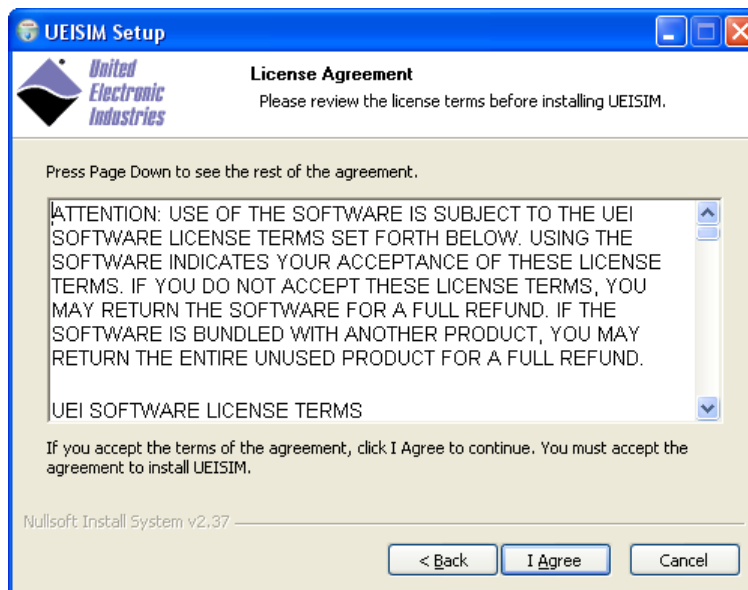 UEISIM Setup
United
Electronic
Industries
License Agreement
Please review the license terms before installing UEISIM.
Press Page Down to see the rest of the agreement.
ATTENTION: USE OF THE SOFTWARE IS SUBJECT TO THE UEI
SOFTWARE LICENSE TERMS SET FORTH BELOW. USING THE
SOFTWARE INDICATES YOUR ACCEPTANCE OF THESE LICENSE
TERMS. IF YOU DO NOT ACCEPT THESE LICENSE TERMS, YOU
MAY RETURN THE SOFTWARE FOR A FULL REFUND. IF THE
SOFTWARE IS BUNDLED WITH ANOTHER PRODUCT, YOU MAY
RETURN THE ENTIRE UNUSED PRODUCT FOR A FULL REFUND.
UEI SOFTWARE LICENSE TERMS
If you accept the terms of the agreement, click I Agree to continue. You must accept the
agreement to install UEISIM.
Nullsoft Install System v2.37
< Back I Agree Cancel